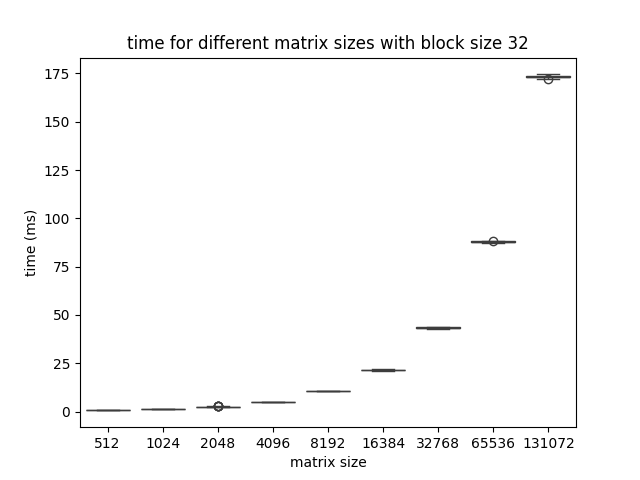 time for different matrix sizes with block size 32
175
150
125
100
75
50
25
0
time (ms)
512 1024 2048 4096 8192 16384 32768 65536 131072
matrix size